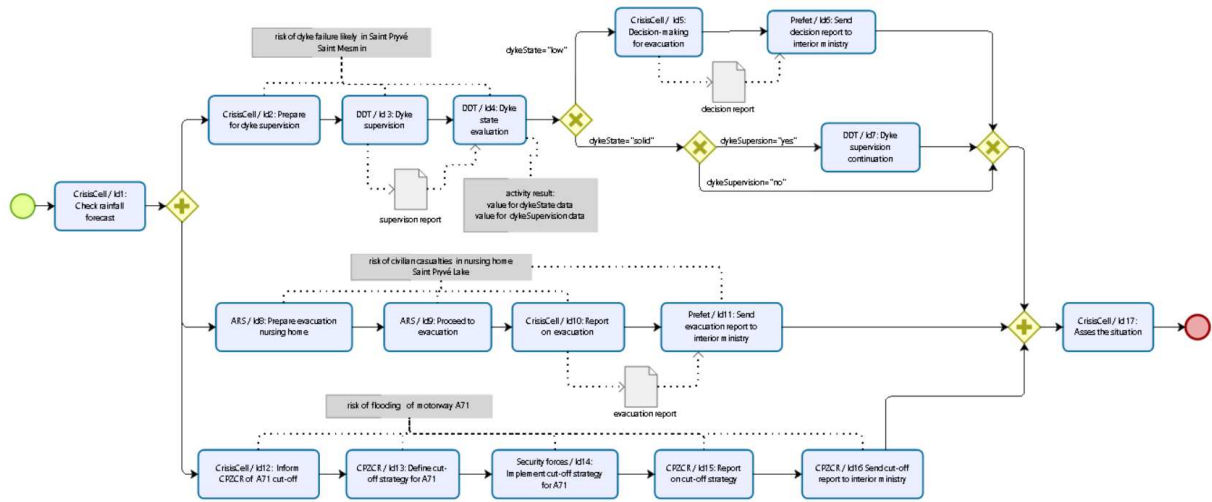 risk of dyke failure likely in Saint Pryvé
Saint Mesmin
dykeState="low"
CrisisCell / Id5:
Decision-making
for evacuation
Prefet / Id6: Send
decision report to
interior ministry
decision report
CrisisCell / Id2: Prepare
for dyke supervision
DDT / Id3: Dyke
supervision
DDT / Id4: Dyke
state
evaluation
dykeState="solid"
dykeSupersion="yes"
DDT / Id7: Dyke
supervision
continuation
dykeSupervision="no"
supervison report
activity result:
value for dykeState data
value for dykeSupervision data
CrisisCell / Id1:
Check rainfall
forecast
risk of civilian casualties in nursing home
Saint Pryvé Lake
ARS / Id8: Prepare evacuation
nursing home
ARS / Id9: Proceed to
evacuation
CrisisCell / Id10: Report
on evacuation
Prefet / Id11: Send
evacuation report to
interior ministry
evacuation report
CrisisCell / Id17:
Asses the situation
risk of flooding of motorway A71
CrisisCell / Id12: Inform
CPZCR of A71 cut-off
CPZCR / Id13: Define cut-
off strategy for A71
Security forces / Id14:
Implement cut-off strategy
for A71
CPZCR / Id15: Report
on cut-off strategy
CPZCR / Id16 Send cut-off
report to interior ministry